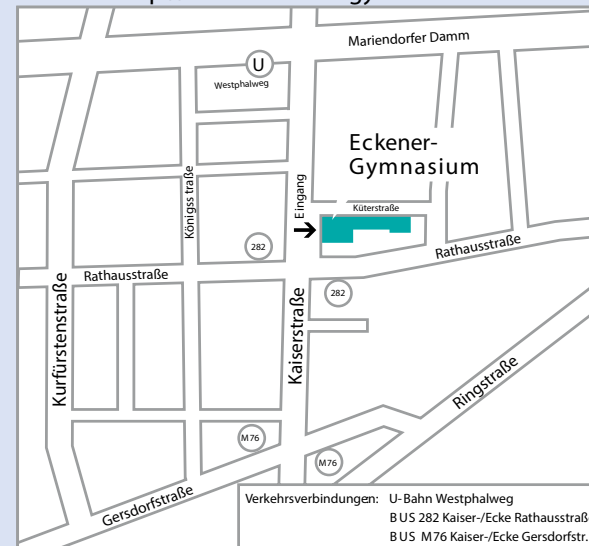 Mariendorfer Damm
U
Westphalweg
Eckener-
Gymnasium
Königss traße
Eingang
Küterstraße
282
Rathausstraße
Rathausstraße
282
Kurfürstenstraße
Kaiserstraße
Ringstraße
M76
M76
Gersdorfstraße
Verkehrsverbindungen: U-Bahn Westphalweg
BUS 282 Kaiser-/Ecke Rathausstraße
BUS M76 Kaiser-/Ecke Gersdorfstr.